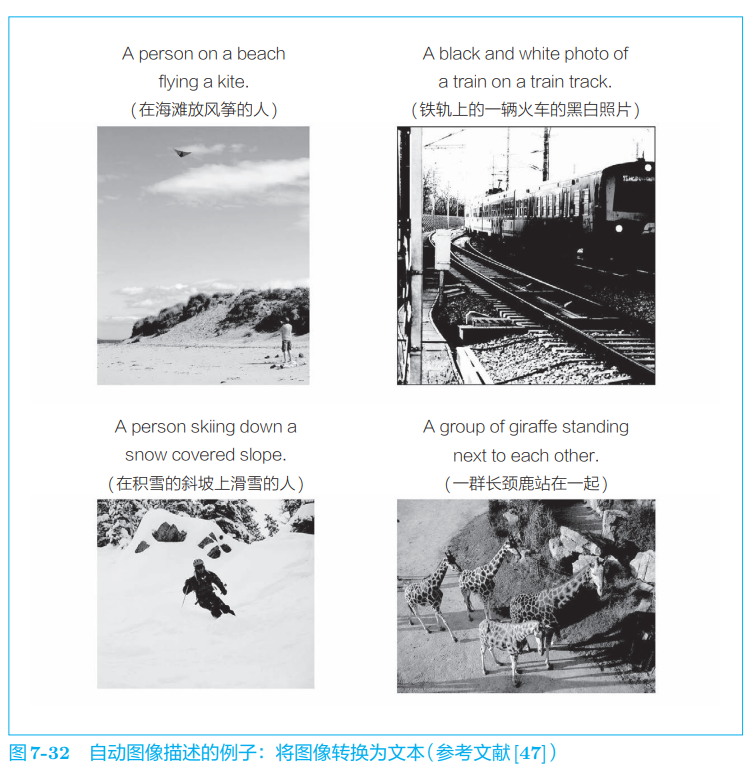 A person on a beach
flying a kite.
(在海滩放风筝的人)
A black and white photo of
a train on a train track.
(铁轨上的一辆火车的黑白照片)
A person skiing down a
snow covered slope.
(在积雪的斜坡上滑雪的人)
A group of giraffe standing
next to each other.
(一群长颈鹿站在一起)
图7-32 自动图像描述的例子：将图像转换为文本(参考文献[47])